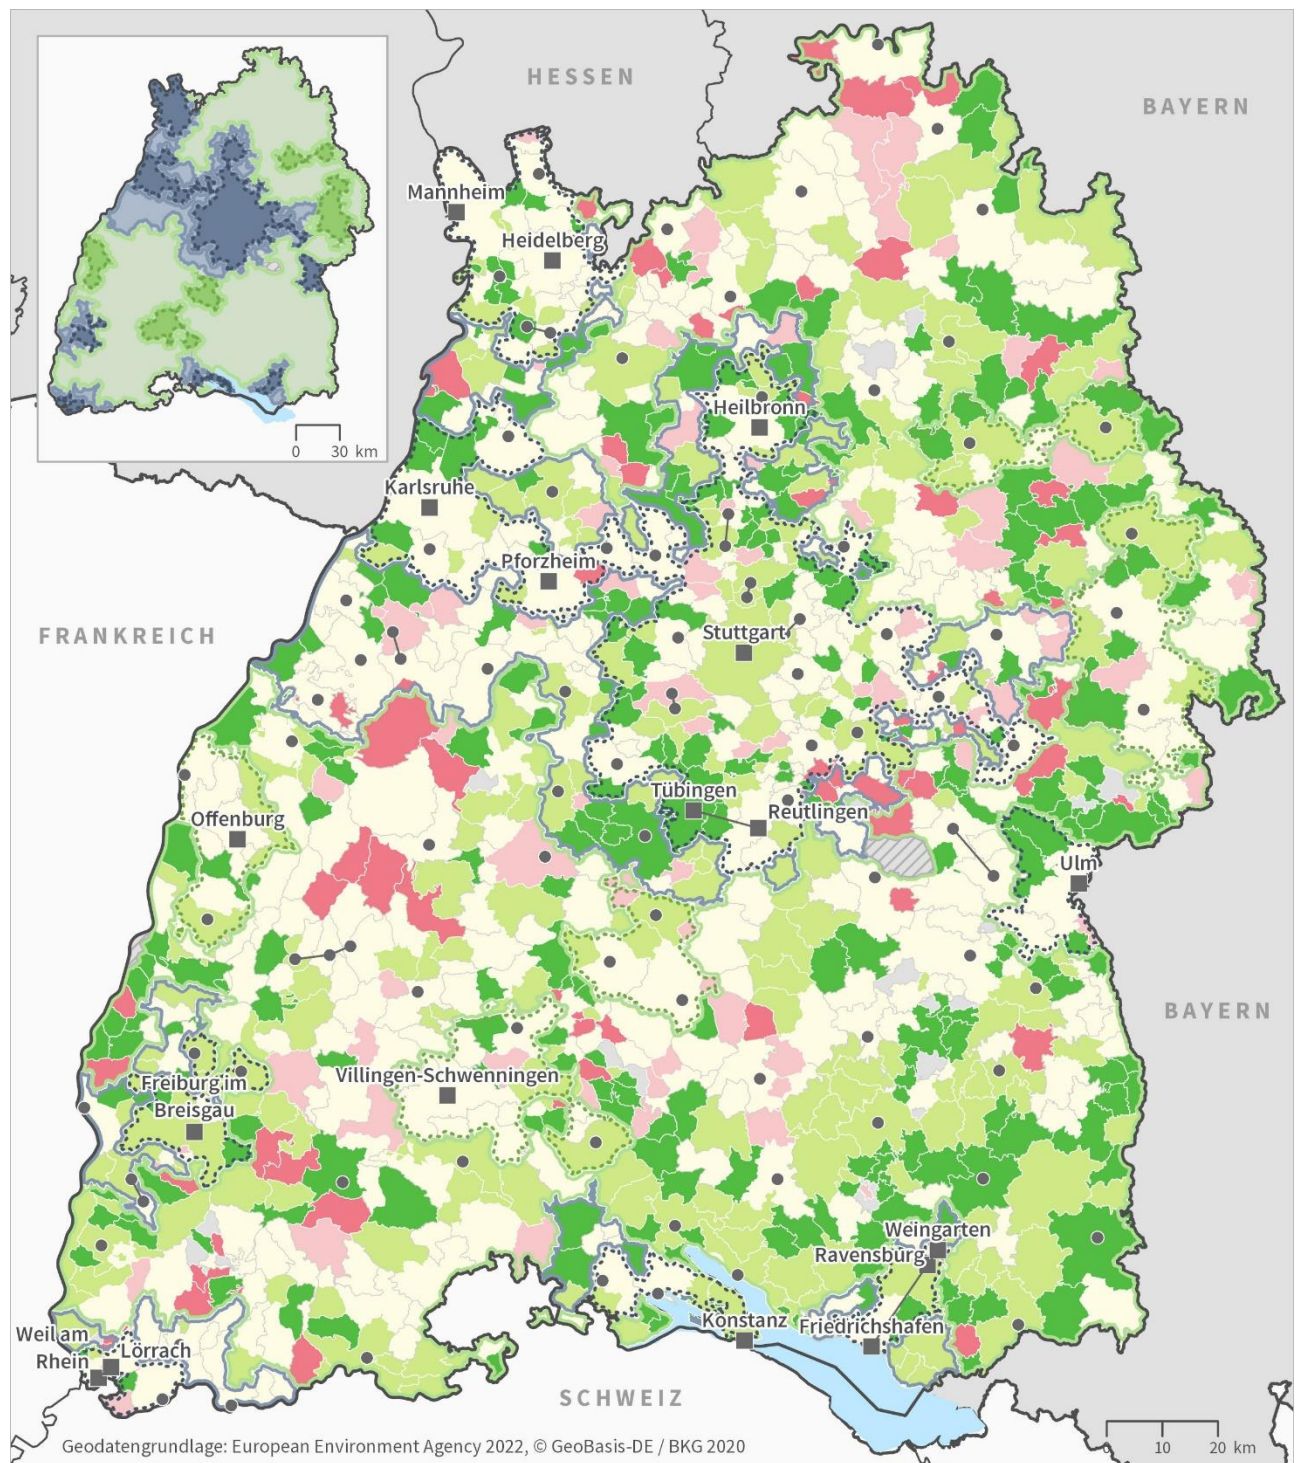 HESSEN
BAYERN
0 30 km
Mannheim
Heidelberg
Heilbronn
Karlsruhe
Pforzheim
FRANKREICH
Stuttgart
Tübingen
Reutlingen
Offenburg
Ulm
BAYERN
Villingen-Schwenningen
Freiburg im
Breisgau
Weingarten
Ravensburg
Konstanz
Friedrichshafen
Weil am
Rhein
Lörrach
SCHWEIZ
10 20 km
Geodatengrundlage: European Environment Agency 2022, © GeoBasis-DE / BKG 2020